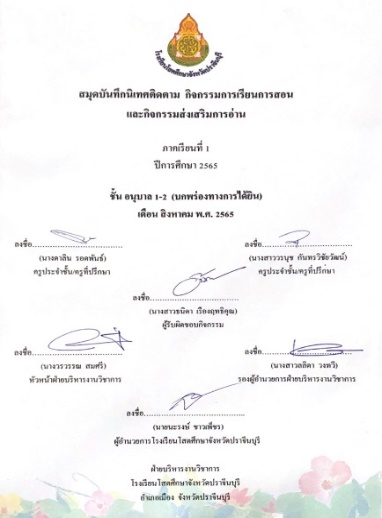 โรงเรียนโสตศึกษาจังหวัดปราจีนบุรี
สมุดบันทึกนิเทศติดตาม กิจกรรมการเรียนการสอน
และกิจกรรมส่งเสริมการอ่าน
ภาคเรียนที่ 1
ปีการศึกษา 2565
ชั้น อนุบาล 1-2 (บกพร่องทางการได้ยิน)
เดือน สิงหาคม พ.ศ. 2565
ลงชื่อ........................ ลงชื่อ........................
(นางดาลิน รอดพันธ์) (นางสาววรนุช กันทรวิชัยวัฒน์)
ครูประจำชั้น/ครูที่ปรึกษา ครูประจำชั้น/ครูที่ปรึกษา
ลงชื่อ........................
(นางสาวชนิดา เรืองฤทธิคุณ)
ผู้รับผิดชอบกิจกรรม
ลงชื่อ........................ ลงชื่อ........................
(นางวรวรรณ สมศรี) (นางสาวลลิดา วงทวี)
หัวหน้าฝ่ายบริหารงานวิชาการ รองผู้อำนวยการฝ่ายบริหารงานวิชาการ
ลงชื่อ........................
(นายณะรงษ์ ชาวเพ็ชร)
ผู้อำนวยการโรงเรียนโสตศึกษาจังหวัดปราจีนบุรี
ฝ่ายบริหารงานวิชาการ
โรงเรียนโสตศึกษาจังหวัดปราจีนบุรี
อำเภอเมือง จังหวัดปราจีนบุรี